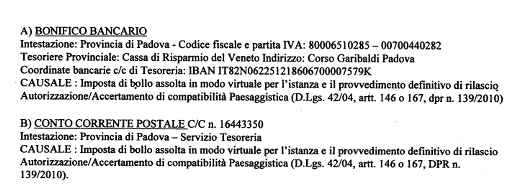 A) BONIFICO BANCARIO
Intestazione: Provincia di Padova - Codice fiscale e partita IVA: 80006510285 – 00700440282
Tesoriere Provinciale: Cassa di Risparmio del Veneto Indirizzo: Corso Garibaldi Padova
Coordinate bancarie c/c di Tesoreria: IBAN IT82N062251218606700007579K
CAUSALE : Imposta di bollo assolta in modo virtuale per l'istanza e il provvedimento definitivo di rilascio
Autorizzazione/Accertamento di compatibilità Paesaggistica (D.Lgs. 42/04, artt. 146 o 167, dpr n. 139/2010)
B) CONTO CORRENTE POSTALE C/C n. 16443350
Intestazione: Provincia di Padova – Servizio Tesoreria
CAUSALE : Imposta di bollo assolta in modo virtuale per l'istanza e il provvedimento definitivo di rilascio
Autorizzazione/Accertamento di compatibilità Paesaggistica (D.Lgs. 42/04, artt. 146 o 167, DPR n.
139/2010).